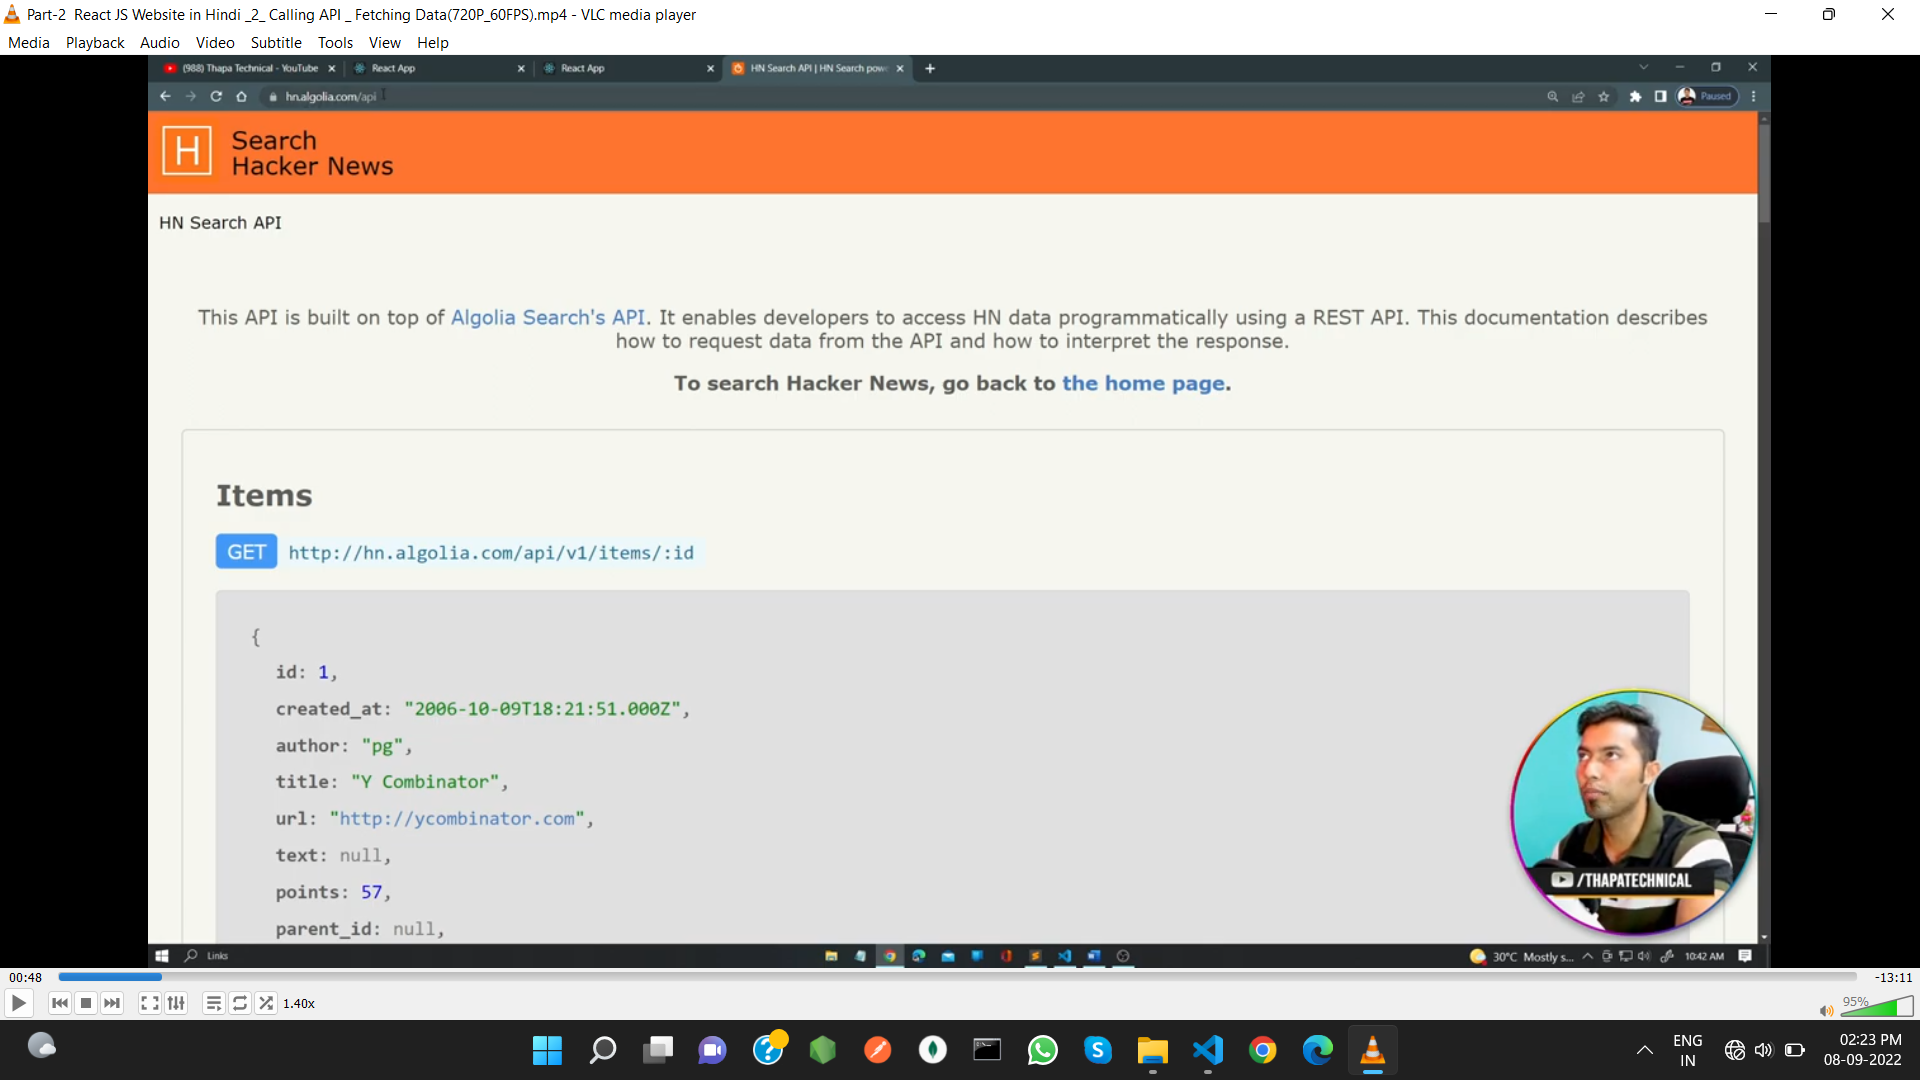 Part-2  React JS Website in Hindi _2_ Calling API _ Fetching Data(720P_60FPS).mp4 - VLC media player
Media Playback Audio Video Subtitle Tools View Help
(988) Thapa Technical - YouTube
React App
React App
HN Search API | HN Search pow
hn.algolia.com/api
Paused
H
Search
Hacker News
HN Search API
This API is built on top of Algolia Search's API. It enables developers to access HN data programmatically using a REST API. This documentation describes
how to request data from the API and how to interpret the response.
To search Hacker News, go back to the home page.
Items
GET http://hn.algolia.com/api/v1/items/:id
{
id: 1,
created_at: "2006-10-09T18:21:51.000Z",
author: "pg",
title: "Y Combinator",
url: "http://ycombinator.com",
text: null,
points: 57,
parent_id: null,
/THAPATECHNICAL
Links
30°C Mostly s...
10:42 AM
00:48
-13:11
1.40x
95%
ENG
IN
02:23 PM
08-09-2022